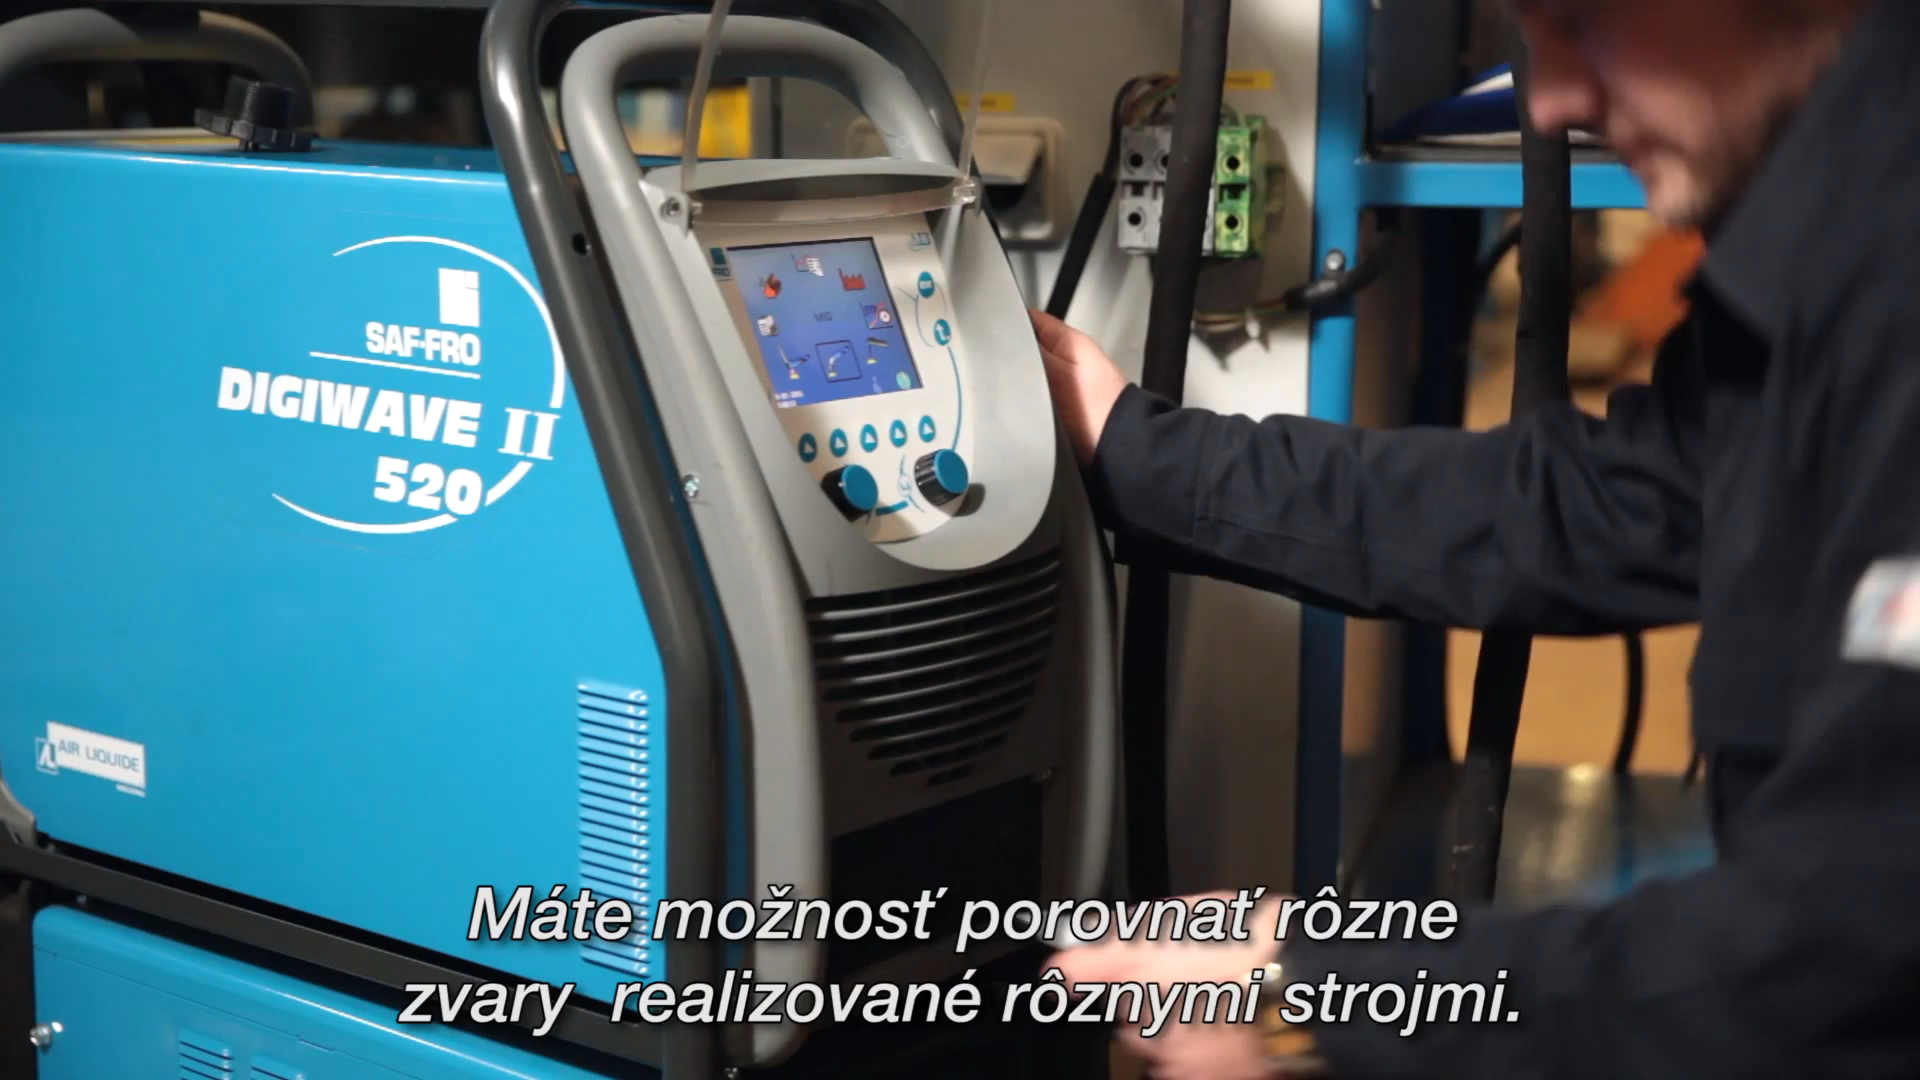 SAF-FRO
DIGIWAVE II
520
AIR LIQUIDE
MIG
Máte možnosť porovnať rôzne
zvary realizované rôznymi strojmi.